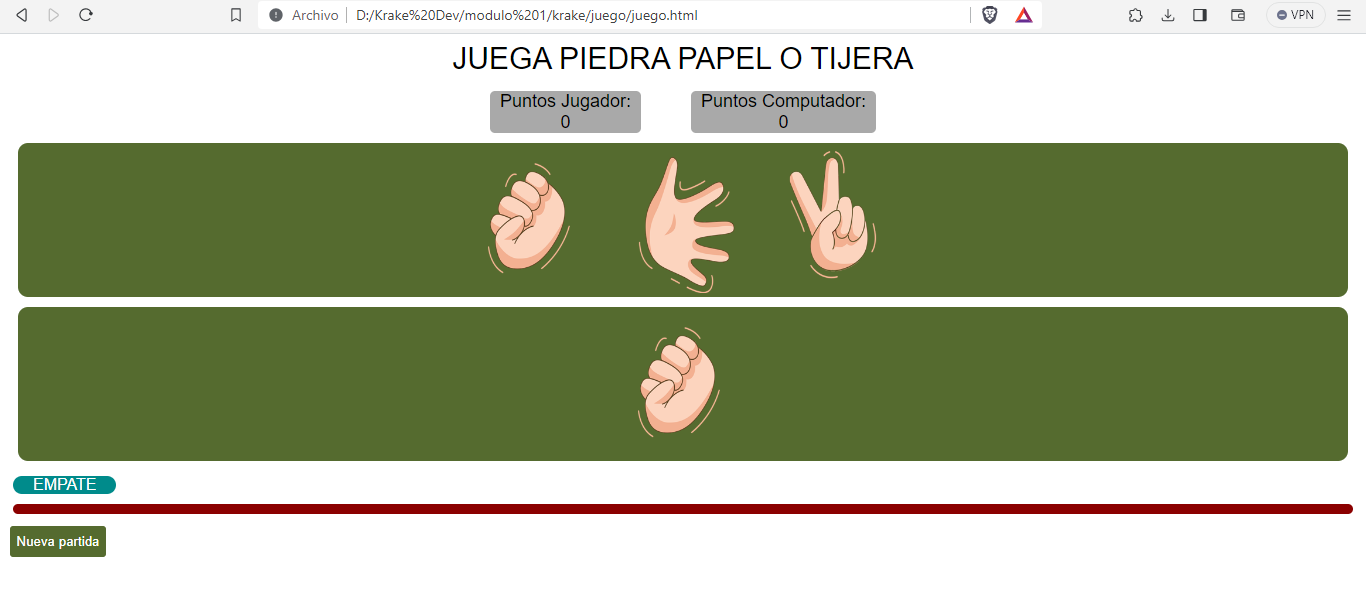 Archivo D:/Krake%20Dev/modulo%201/krake/juego/juego.html
VPN
JUEGA PIEDRA PAPEL O TIJERA
Puntos Jugador:
0
Puntos Computador:
0
EMPATE
Nueva partida